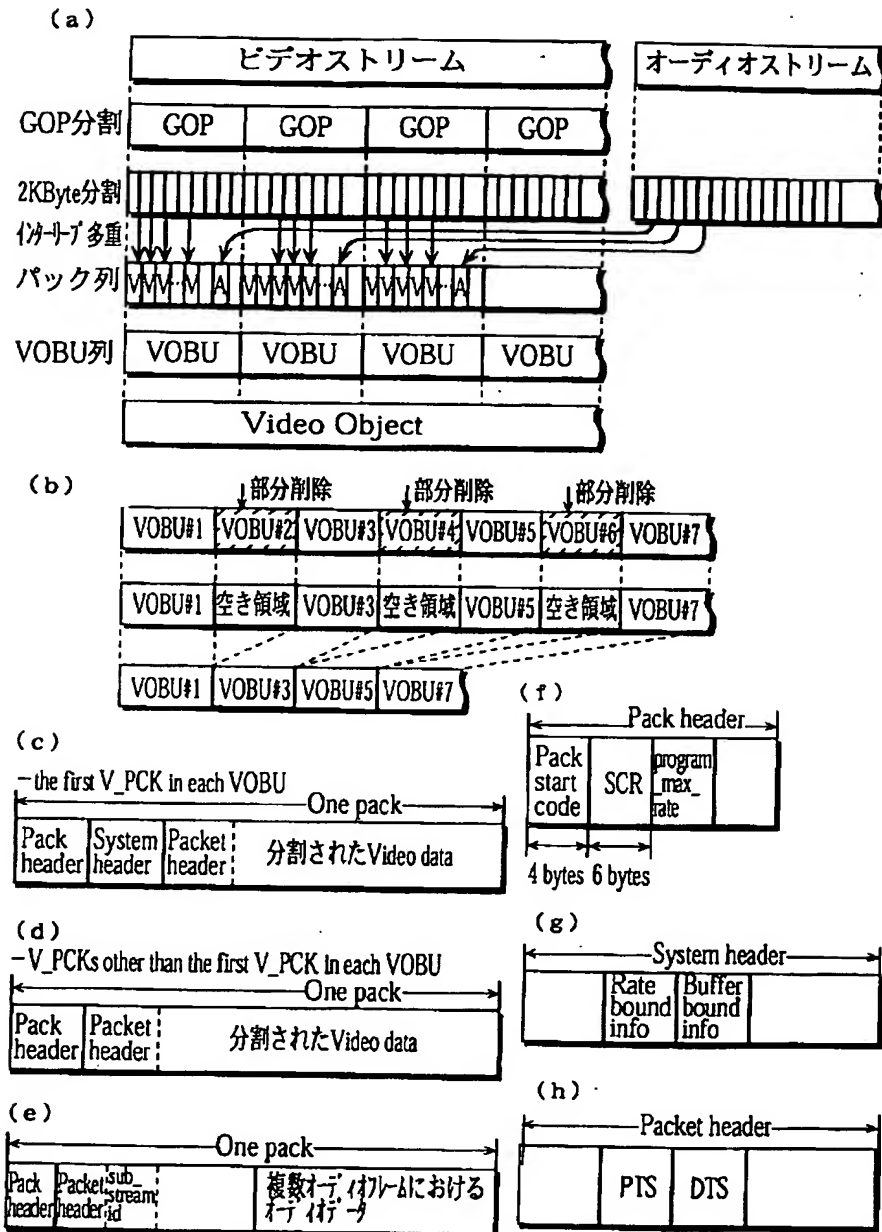 (a)
ビデオストリーム
オーディオストリーム
GOP分割 GOP GOP GOP GOP
2KByte分割
インターリーブ多重
パック列 V V V … V A V V V V V … A V V V V V … A
VOBU列 VOBU VOBU VOBU VOBU
Video Object
(b)
部分削除 部分削除 部分削除
VOBU#1 VOBU#2 VOBU#3 VOBU#4 VOBU#5 VOBU#6 VOBU#7
VOBU#1 空き領域 VOBU#3 空き領域 VOBU#5 空き領域 VOBU#7
VOBU#1 VOBU#3 VOBU#5 VOBU#7
(c)
-the first V_PCK in each VOBU
One pack
Pack header System header Packet header 分割されたVideo data
(d)
-V_PCKs other than the first V_PCK in each VOBU
One pack
Pack header Packet header 分割されたVideo data
(e)
One pack
Pack header Packet header sub_stream_id 複数オーディオフレームにおける
オーディオデータ
(f)
Pack header
Pack start code SCR program_max_rate
4 bytes 6 bytes
(g)
System header
Rate bound info Buffer bound info
(h)
Packet header
PTS DTS